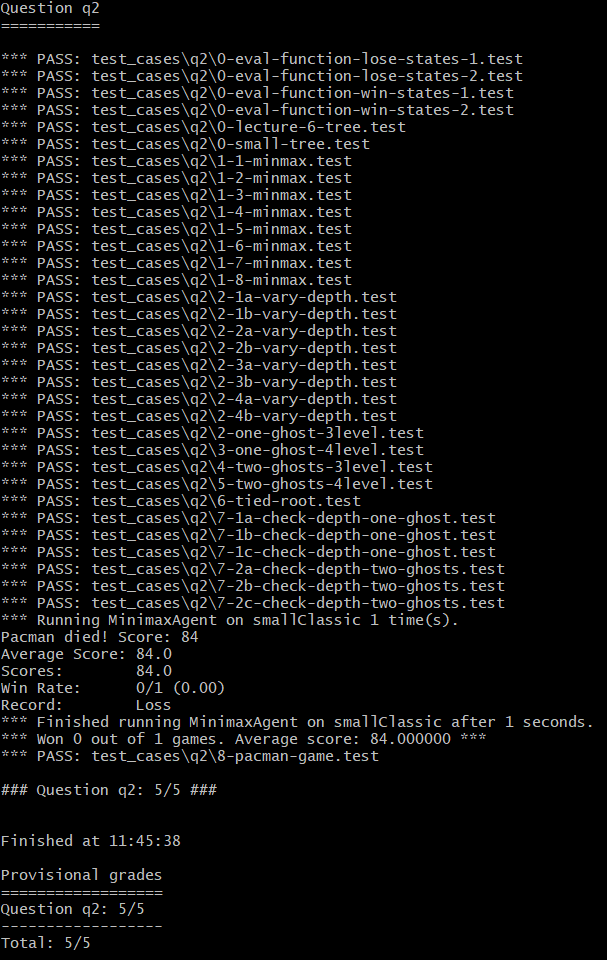 Question q2
===========
*** PASS: test_cases\q2\0-eval-function-lose-states-1.test
*** PASS: test_cases\q2\0-eval-function-lose-states-2.test
*** PASS: test_cases\q2\0-eval-function-win-states-1.test
*** PASS: test_cases\q2\0-eval-function-win-states-2.test
*** PASS: test_cases\q2\0-lecture-6-tree.test
*** PASS: test_cases\q2\0-small-tree.test
*** PASS: test_cases\q2\1-1-minmax.test
*** PASS: test_cases\q2\1-2-minmax.test
*** PASS: test_cases\q2\1-3-minmax.test
*** PASS: test_cases\q2\1-4-minmax.test
*** PASS: test_cases\q2\1-5-minmax.test
*** PASS: test_cases\q2\1-6-minmax.test
*** PASS: test_cases\q2\1-7-minmax.test
*** PASS: test_cases\q2\1-8-minmax.test
*** PASS: test_cases\q2\2-1a-vary-depth.test
*** PASS: test_cases\q2\2-1b-vary-depth.test
*** PASS: test_cases\q2\2-2a-vary-depth.test
*** PASS: test_cases\q2\2-2b-vary-depth.test
*** PASS: test_cases\q2\2-3a-vary-depth.test
*** PASS: test_cases\q2\2-3b-vary-depth.test
*** PASS: test_cases\q2\2-4a-vary-depth.test
*** PASS: test_cases\q2\2-4b-vary-depth.test
*** PASS: test_cases\q2\2-one-ghost-3level.test
*** PASS: test_cases\q2\3-one-ghost-4level.test
*** PASS: test_cases\q2\4-two-ghosts-3level.test
*** PASS: test_cases\q2\5-two-ghosts-4level.test
*** PASS: test_cases\q2\6-tied-root.test
*** PASS: test_cases\q2\7-1a-check-depth-one-ghost.test
*** PASS: test_cases\q2\7-1b-check-depth-one-ghost.test
*** PASS: test_cases\q2\7-1c-check-depth-one-ghost.test
*** PASS: test_cases\q2\7-2a-check-depth-two-ghosts.test
*** PASS: test_cases\q2\7-2b-check-depth-two-ghosts.test
*** PASS: test_cases\q2\7-2c-check-depth-two-ghosts.test
*** Running MinimaxAgent on smallClassic 1 time(s).
Pacman died! Score: 84
Average Score: 84.0
Scores:        84.0
Win Rate:      0/1 (0.00)
Record:        Loss
*** Finished running MinimaxAgent on smallClassic after 1 seconds.
*** Won 0 out of 1 games. Average score: 84.000000 ***
*** PASS: test_cases\q2\8-pacman-game.test
### Question q2: 5/5 ###
Finished at 11:45:38
Provisional grades
==================
Question q2: 5/5
------------------
Total: 5/5